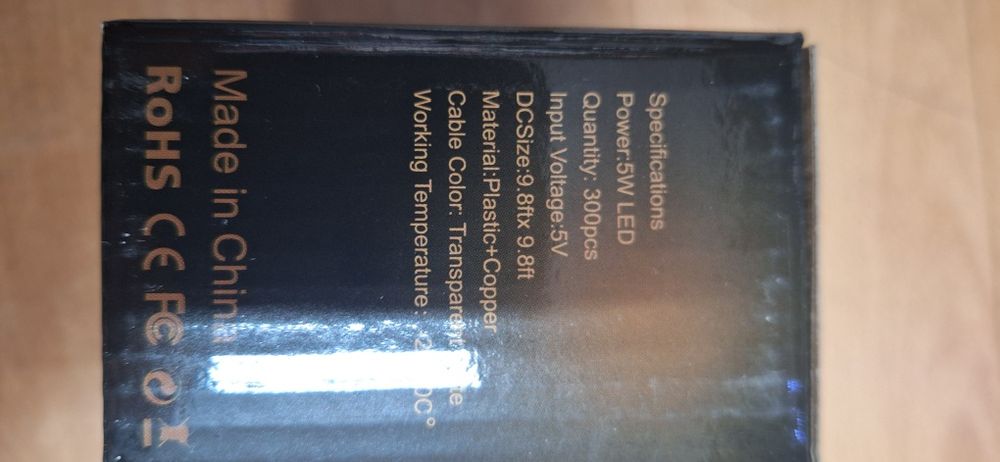 Specifications
Power:5W LED
Quantity: 300pcs
Input Voltage:5V
DCSize:9.8ftx 9.8ft
Material:Plastic+Copper
Cable Color:
Working Temperature:
Made in China
RoHS CE FC